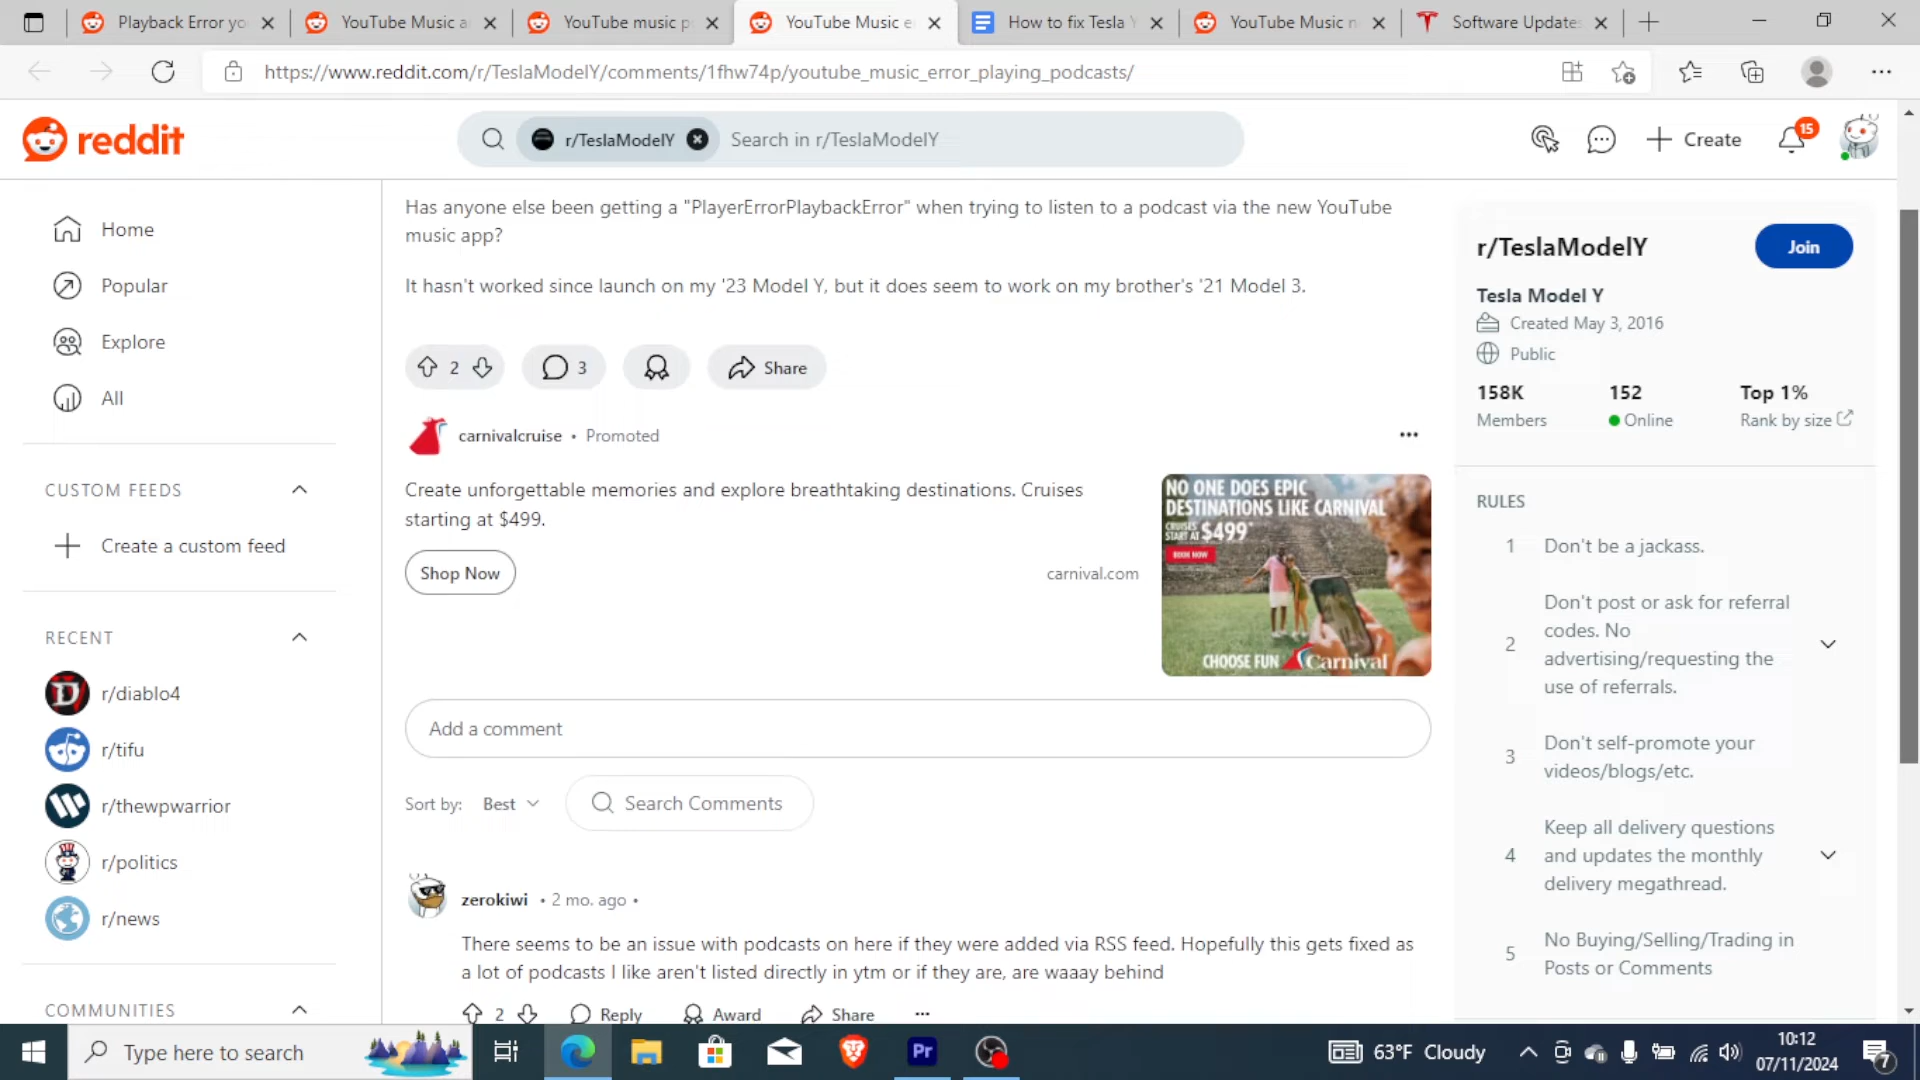 Playback Error yo
YouTube Music a
YouTube music p
YouTube Music e
How to fix Tesla Y
YouTube Music n
Software Updates
https://www.reddit.com/r/TeslaModelY/comments/1fhw74p/youtube_music_error_playing_podcasts/
reddit
r/TeslaModelY
Search in r/TeslaModelY
Create
15
Home
Popular
Explore
All
CUSTOM FEEDS
Create a custom feed
RECENT
r/diablo4
r/tifu
r/thewpwarrior
r/politics
r/news
COMMUNITIES
Has anyone else been getting a "PlayerErrorPlaybackError" when trying to listen to a podcast via the new YouTube
music app?
It hasn't worked since launch on my '23 Model Y, but it does seem to work on my brother's '21 Model 3.
2
3
Share
carnivalcruise • Promoted
Create unforgettable memories and explore breathtaking destinations. Cruises
starting at $499.
Shop Now
carnival.com
NO ONE DOES EPIC
DESTINATIONS LIKE CARNIVAL
CRUISES
START AT $499*
BOOK NOW
CHOOSE FUN Carnival
Add a comment
Sort by: Best
Search Comments
zerokiwi • 2 mo. ago •
There seems to be an issue with podcasts on here if they were added via RSS feed. Hopefully this gets fixed as
a lot of podcasts I like aren't listed directly in ytm or if they are, are waaay behind
2
Reply
Award
Share
r/TeslaModelY
Join
Tesla Model Y
Created May 3, 2016
Public
158K
Members
152
Online
Top 1%
Rank by size
RULES
1 Don't be a jackass.
2 Don't post or ask for referral
codes. No
advertising/requesting the
use of referrals.
3 Don't self-promote your
videos/blogs/etc.
4 Keep all delivery questions
and updates the monthly
delivery megathread.
5 No Buying/Selling/Trading in
Posts or Comments
Type here to search
Pr
63°F Cloudy
10:12
07/11/2024
7